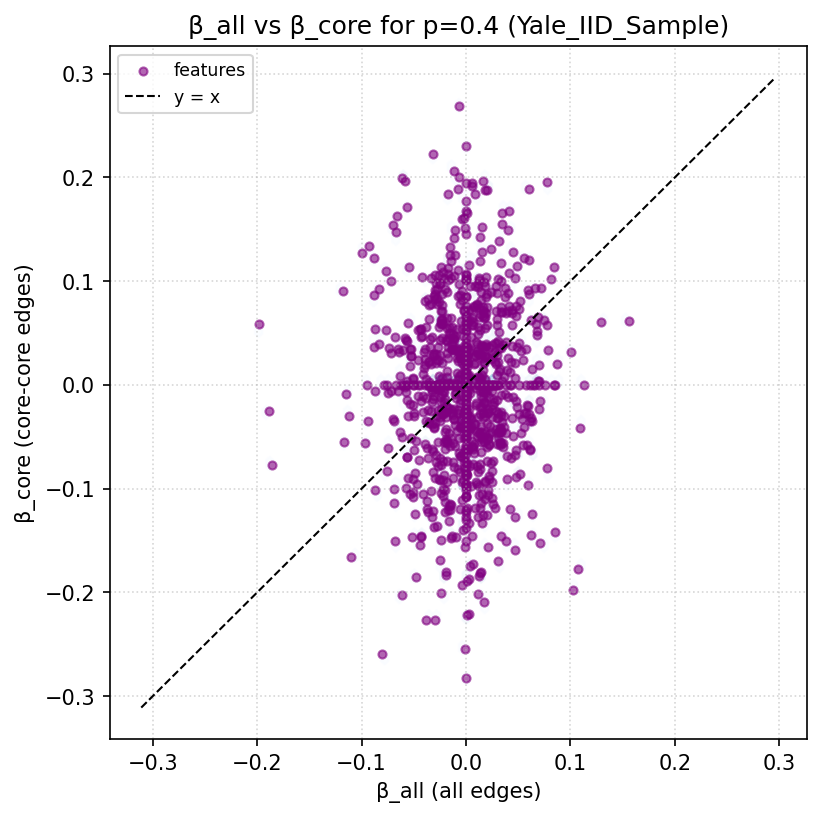 β_all vs β_core for p=0.4 (Yale_IID_Sample)
features
y = x
0.3
0.2
0.1
0.0
−0.1
−0.2
−0.3
β_core (core-core edges)
−0.3
−0.2
−0.1
0.0
0.1
0.2
0.3
β_all (all edges)